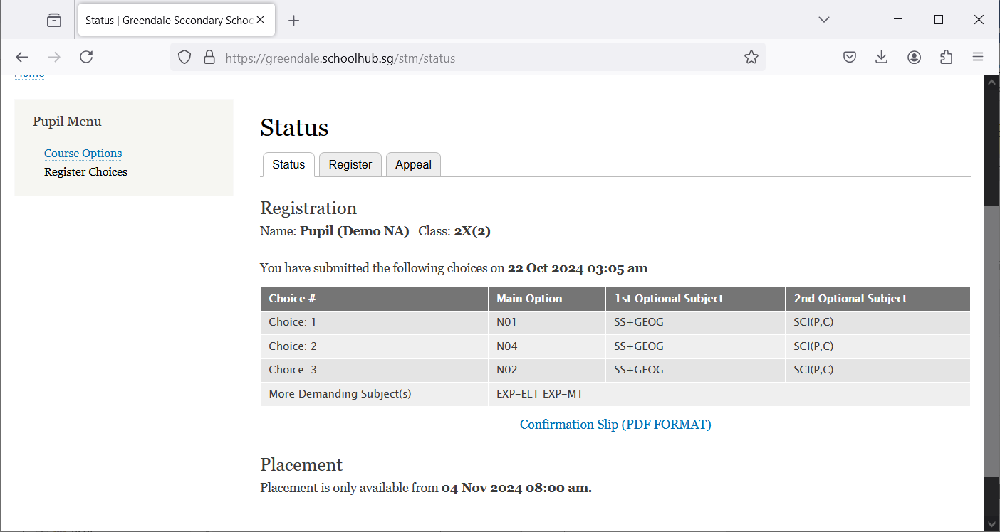 Status | Greendale Secondary Schoo
https://greendale.schoolhub.sg/stm/status
Home
Pupil Menu
Course Options
Register Choices
Status
Status Register Appeal
Registration
Name: Pupil (Demo NA) Class: 2X(2)
You have submitted the following choices on 22 Oct 2024 03:05 am
Choice # Main Option 1st Optional Subject 2nd Optional Subject
Choice: 1 N01 SS+GEOG SCI(P,C)
Choice: 2 N04 SS+GEOG SCI(P,C)
Choice: 3 N02 SS+GEOG SCI(P,C)
More Demanding Subject(s) EXP-EL1 EXP-MT
Confirmation Slip (PDF FORMAT)
Placement
Placement is only available from 04 Nov 2024 08:00 am.